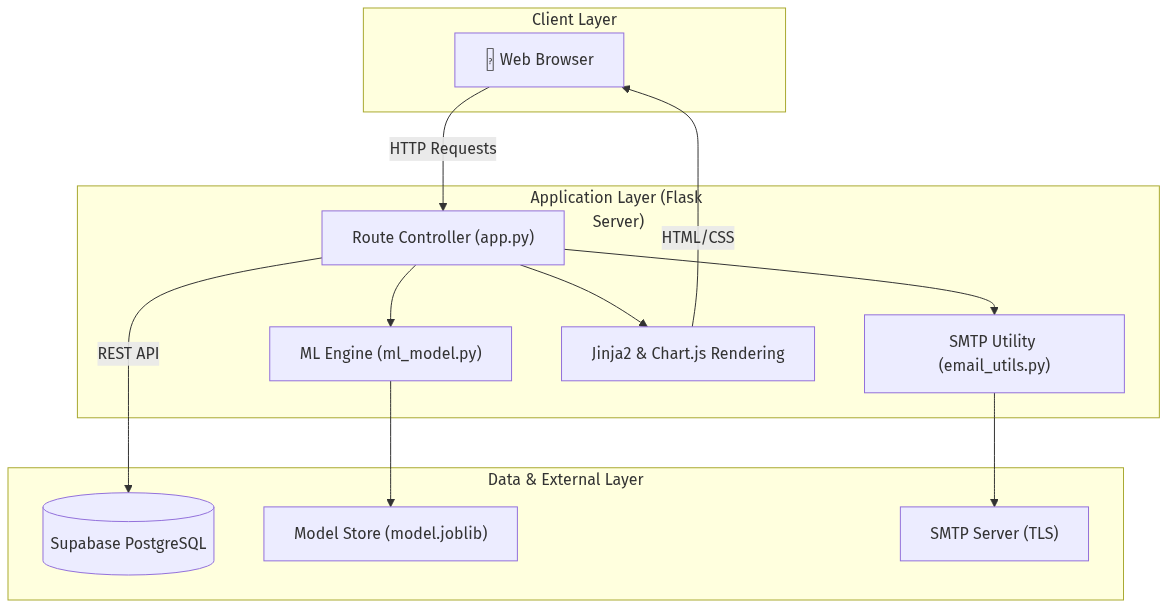 Client Layer
Web Browser
HTTP Requests
Application Layer (Flask
Server)
Route Controller (app.py)
HTML/CSS
REST API
ML Engine (ml_model.py)
Jinja2 & Chart.js Rendering
SMTP Utility
(email_utils.py)
Data & External Layer
Supabase PostgreSQL
Model Store (model.joblib)
SMTP Server (TLS)